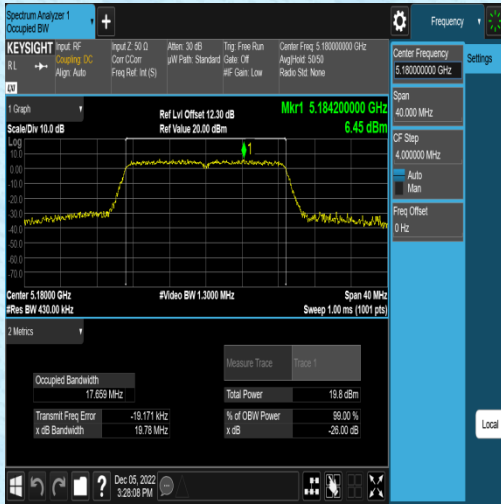 Spectrum Analyzer 1
Occupied BW
Frequency
KEYSIGHT
RL
LXI
Input: RF
Coupling: DC
Align: Auto
Input Z: 50 Ω
Corr CCorr
Freq Ref: Int (S)
Atten: 30 dB
µW Path: Standard
Trig: Free Run
Gate: Off
#IF Gain: Low
Center Freq: 5.180000000 GHz
Avg|Hold: 50/50
Radio Std: None
Center Frequency
5.180000000 GHz
Settings
Span
40.000 MHz
CF Step
4.000000 MHz
Auto
Man
Freq Offset
0 Hz
Local
1 Graph
Scale/Div 10.0 dB
Ref Lvl Offset 12.30 dB
Ref Value 20.00 dBm
Mkr1 5.184200000 GHz
6.45 dBm
Log
10.0
0.00
-10.0
-20.0
-30.0
-40.0
-50.0
-60.0
-70.0
1
Center 5.18000 GHz
#Res BW 430.00 kHz
#Video BW 1.3000 MHz
Span 40 MHz
Sweep 1.00 ms (1001 pts)
2 Metrics
Measure Trace
Trace 1
Occupied Bandwidth
17.659 MHz
Total Power
19.8 dBm
Transmit Freq Error
-19.171 kHz
% of OBW Power
99.00 %
x dB Bandwidth
19.78 MHz
x dB
-26.00 dB
?
Dec 05, 2022
3:28:08 PM